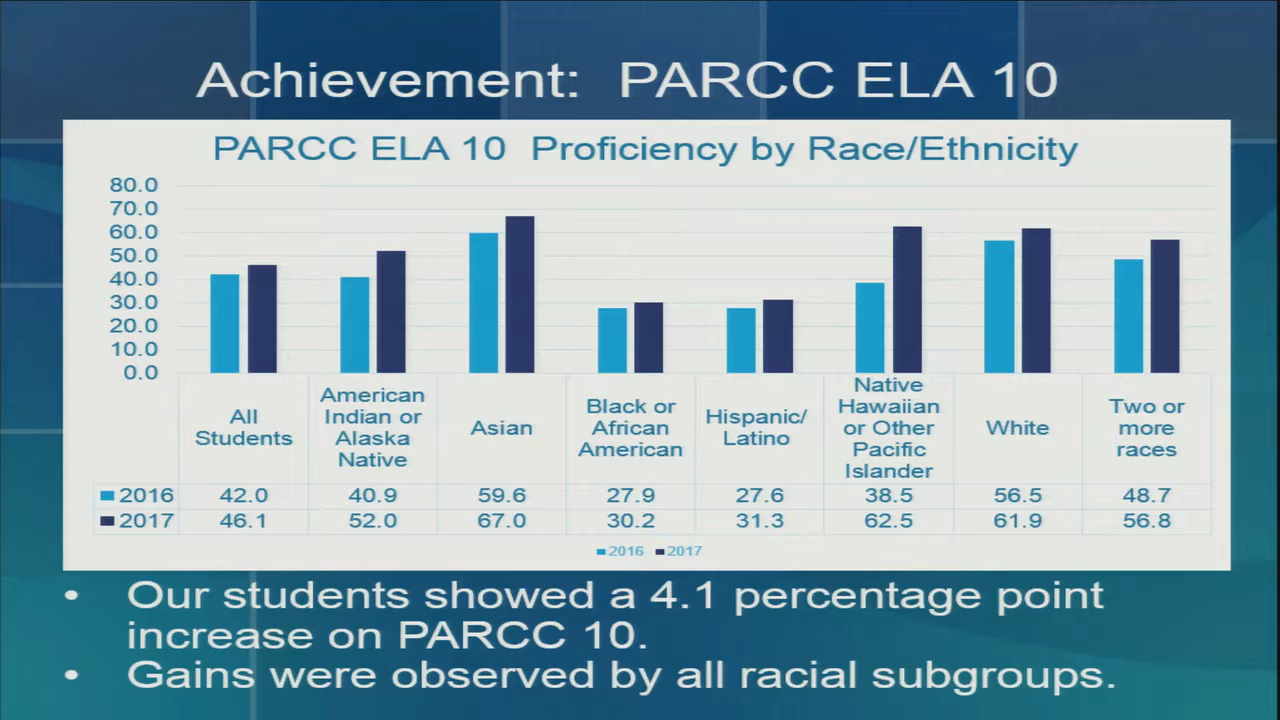 Achievement: PARCC ELA 10
PARCC ELA 10 Proficiency by Race/Ethnicity
80.0
70.0
60.0
50.0
40.0
30.0
20.0
10.0
0.0
All
Students
American
Indian or
Alaska
Native
Asian
Black or
African
American
Hispanic/
Latino
Native
Hawaiian
or Other
Pacific
Islander
White
Two or
more
races
2016 42.0 40.9 59.6 27.9 27.6 38.5 56.5 48.7
2017 46.1 52.0 67.0 30.2 31.3 62.5 61.9 56.8
2016 2017
• Our students showed a 4.1 percentage point
increase on PARCC 10.
• Gains were observed by all racial subgroups.